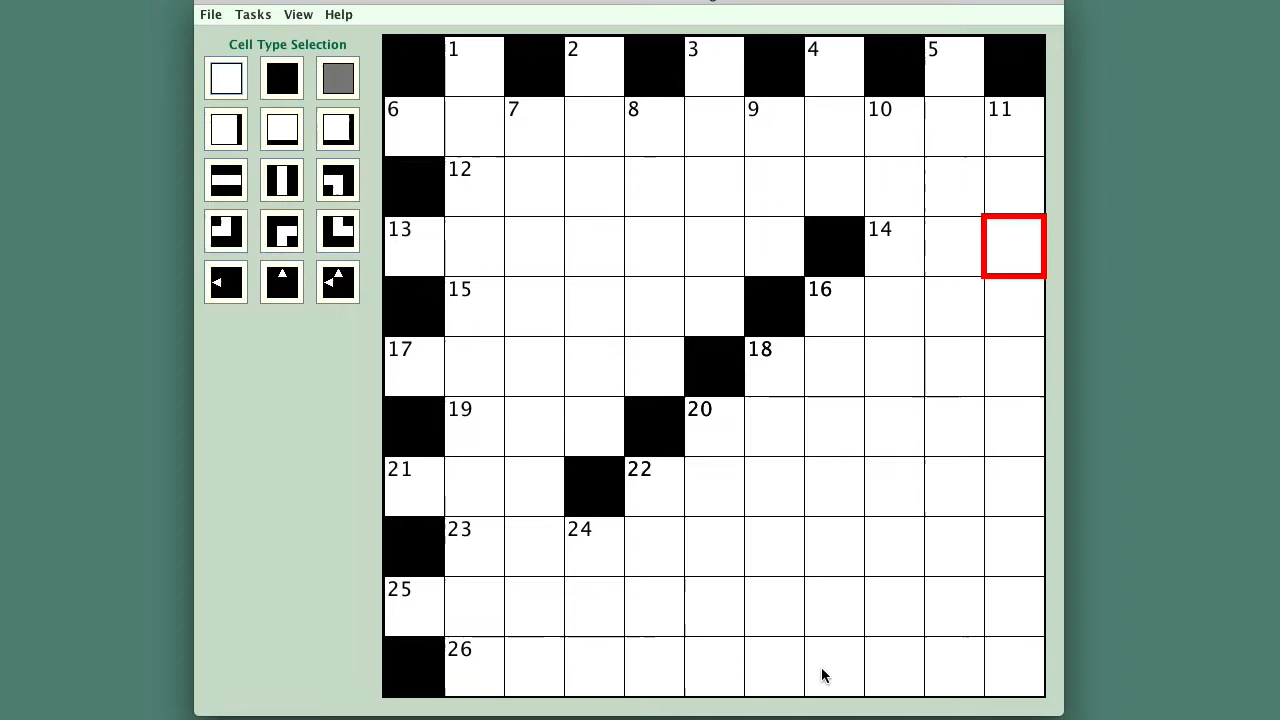 File Tasks View Help
Cell Type Selection
1 2 3 4 5
6 7 8 9 10 11
12
13 14
15 16
17 18
19 20
21 22
23 24
25
26